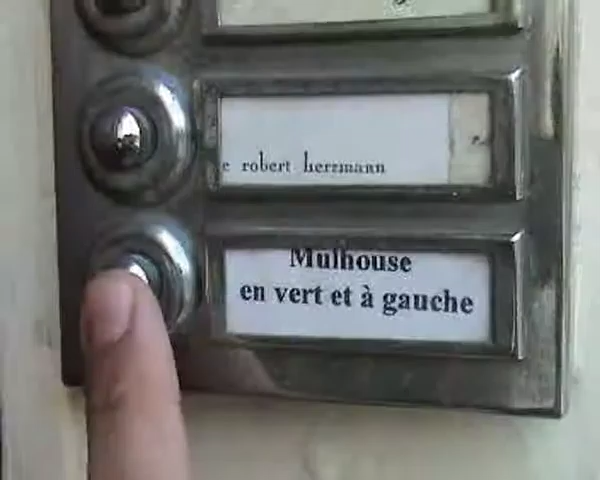 e robert herrmann
Mulhouse
en vert et à gauche